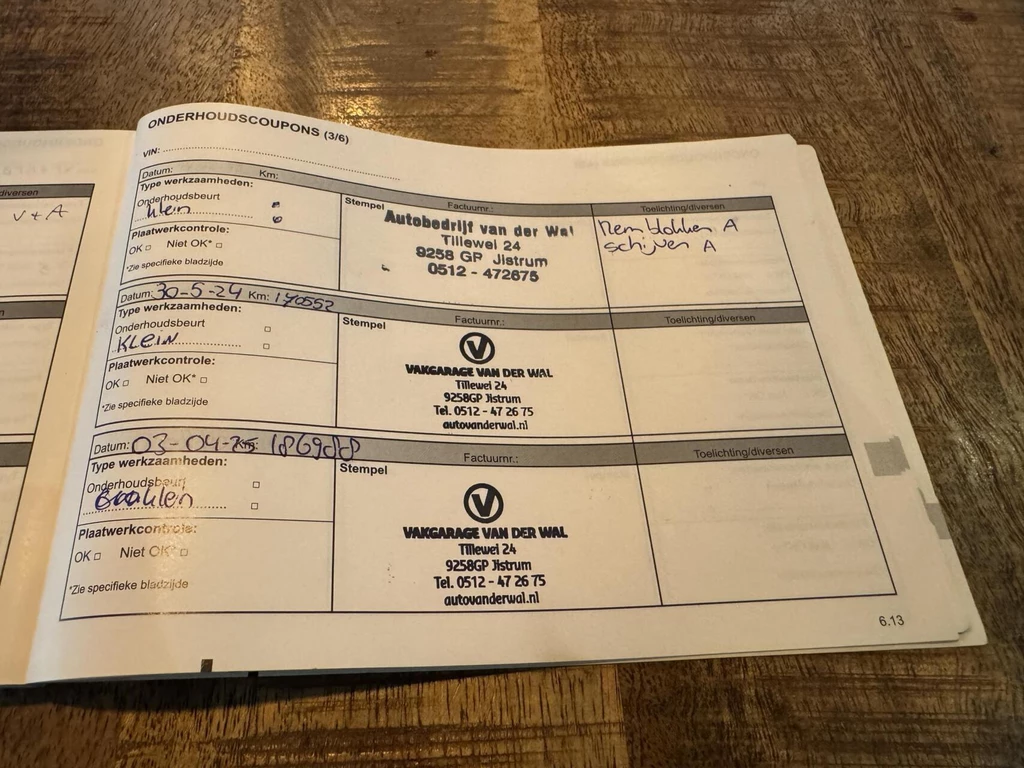 ONDERHOUDSCOUPONS (3/6)
VIN:
Datum: Km:
Type werkzaamheden:
Onderhoudsbeurt
klein
Plaatwerkcontrole:
OK Niet OK*
*Zie specifieke bladzijde
Stempel Factuurnr.:
Autobedrijf van der Wal
Tillewei 24
9258 GP Jistrum
0512 - 472675
Toelichting/diversen
Remblokken A
schijven A
Datum: 30-5-24 Km: 170552
Type werkzaamheden:
Onderhoudsbeurt
KLEIN
Plaatwerkcontrole:
OK Niet OK*
*Zie specifieke bladzijde
Stempel Factuurnr.:
VAKGARAGE VAN DER WAL
Tillewei 24
9258GP Jistrum
Tel. 0512 - 47 26 75
autovanderwal.nl
Toelichting/diversen
Datum: 03-04-25 Km: 186988
Type werkzaamheden:
Onderhoudsbeurt
klein
Plaatwerkcontrole:
OK Niet OK*
*Zie specifieke bladzijde
Stempel Factuurnr.:
VAKGARAGE VAN DER WAL
Tillewei 24
9258GP Jistrum
Tel. 0512 - 47 26 75
autovanderwal.nl
Toelichting/diversen
6.13
diversen
V + A